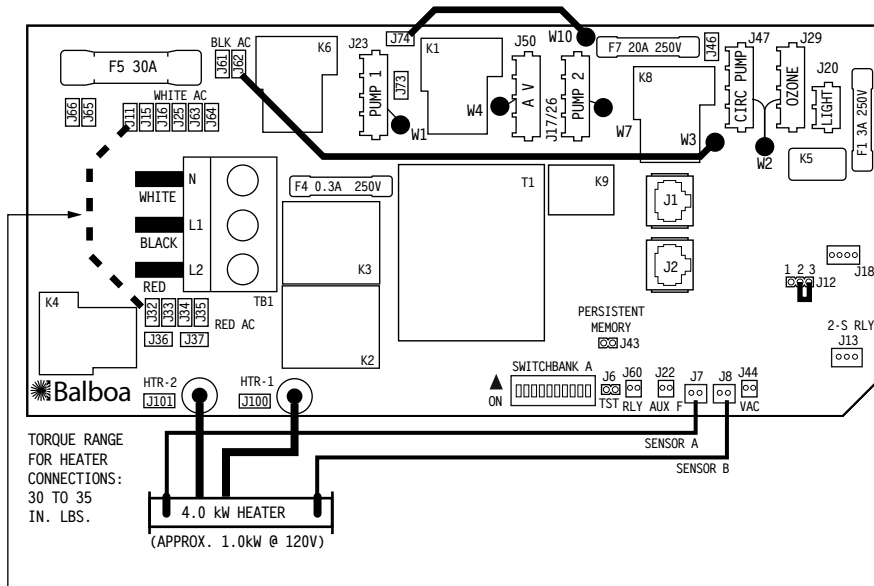 BLK AC
J61
J62
K6
J23
PUMP 1
J74
J73
K1
W10
J50
A V
J17/26
PUMP 2
F7 20A 250V
J46
J47
CIRC PUMP
J29
OZONE
J20
LIGHT
F1 3A 250V
F5 30A
J66
J65
WHITE AC
J11
J15
J16
J25
J63
J64
W1
W4
W7
K8
W3
W2
K5
N
WHITE
L1
BLACK
L2
RED
TB1
F4 0.3A 250V
T1
K9
J1
J2
K3
K2
K4
J32
J33
J34
J35
RED AC
J36
J37
1 2 3
J12
J18
2-S RLY
J13
PERSISTENT
MEMORY
J43
Balboa
HTR-2
J101
HTR-1
J100
ON
SWITCHBANK A
J6
TST
J60
RLY
J22
AUX F
J7
J8
J44
VAC
SENSOR A
SENSOR B
TORQUE RANGE
FOR HEATER
CONNECTIONS:
30 TO 35
IN. LBS.
4.0 kW HEATER
(APPROX. 1.0kW @ 120V)